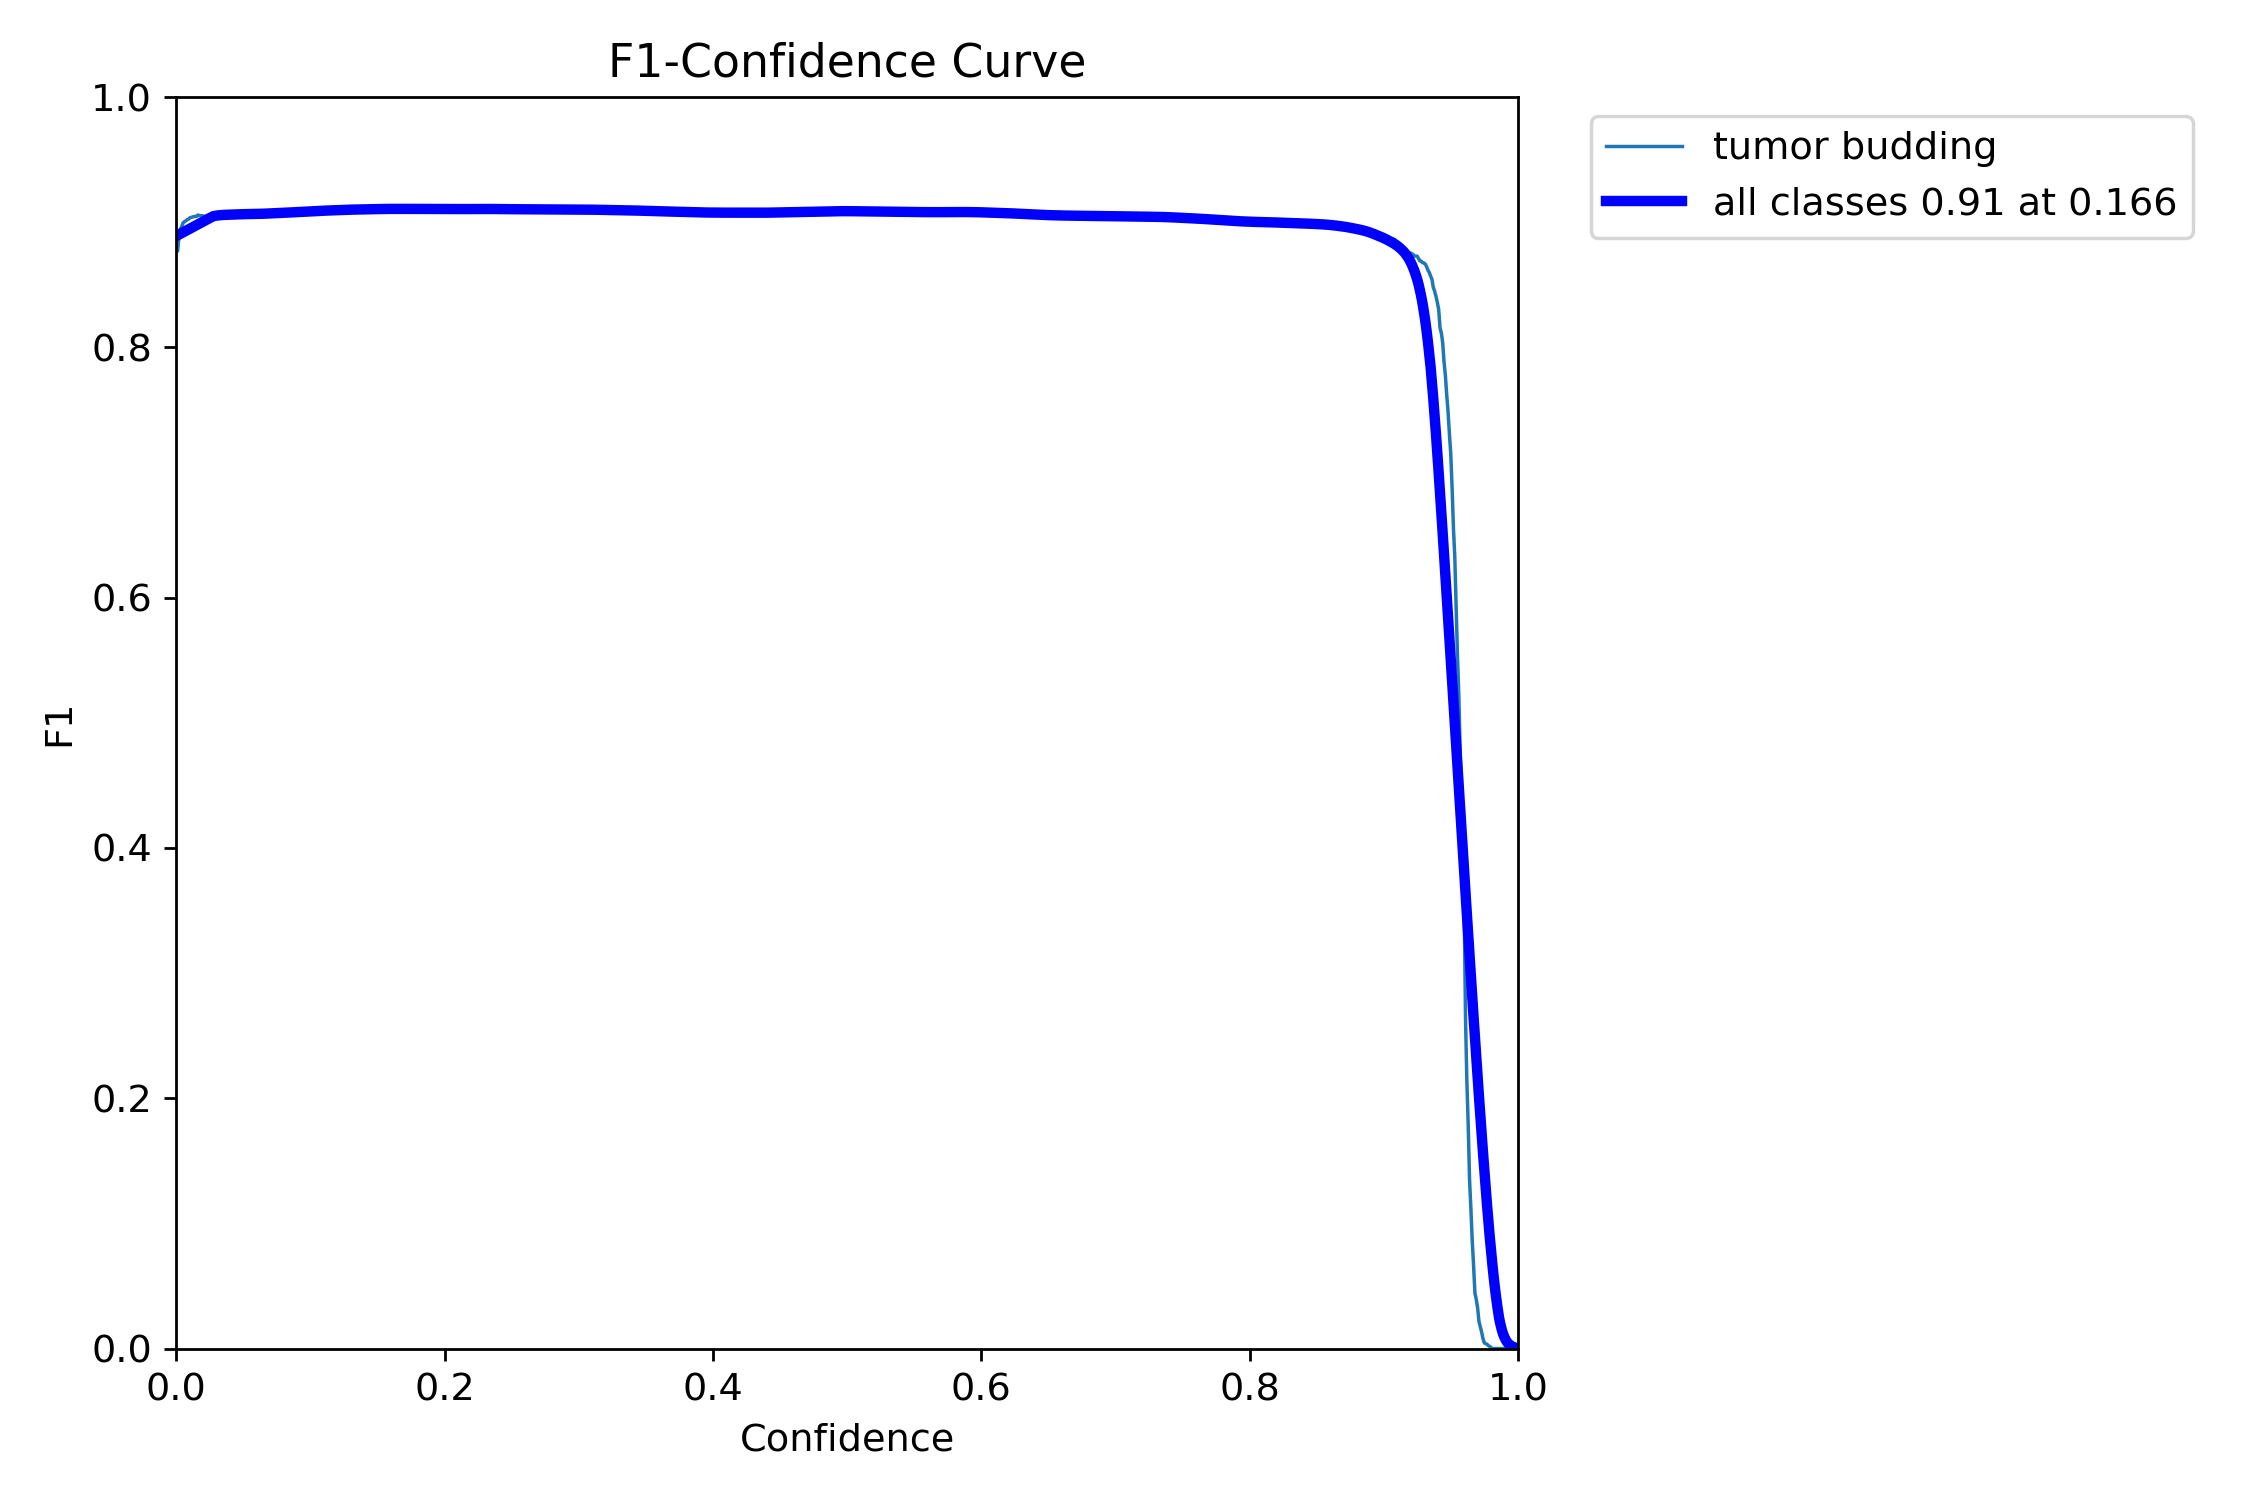 F1-Confidence Curve
1.0
0.8
0.6
0.4
0.2
0.0
F1
0.0 0.2 0.4 0.6 0.8 1.0
Confidence
tumor budding
all classes 0.91 at 0.166